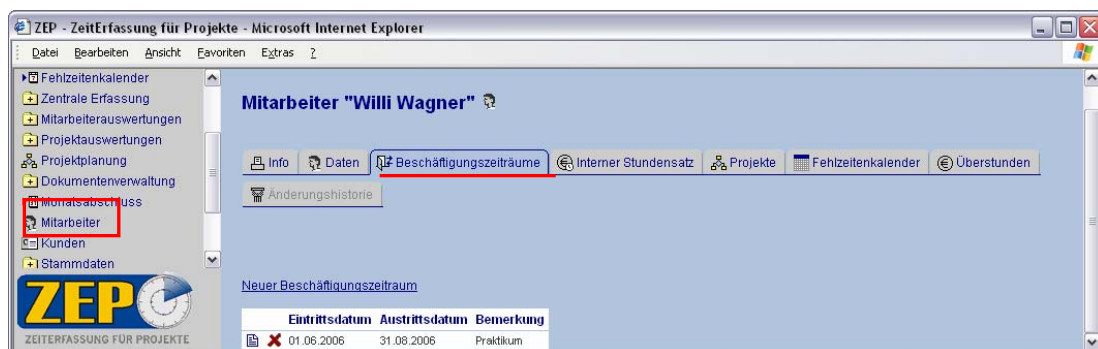 ZEP - ZeitErfassung für Projekte - Microsoft Internet Explorer
Datei Bearbeiten Ansicht Favoriten Extras ?
Fehlzeitenkalender
Zentrale Erfassung
Mitarbeiterauswertungen
Projektauswertungen
Projektplanung
Dokumentenverwaltung
Monatsabschluss
Mitarbeiter
Kunden
Stammdaten
ZEP
ZEITERFASSUNG FÜR PROJEKTE
Mitarbeiter "Willi Wagner"
Info Daten Beschäftigungszeiträume Interner Stundensatz Projekte Fehlzeitenkalender Überstunden
Änderungshistorie
Neuer Beschäftigungszeitraum
Eintrittsdatum Austrittsdatum Bemerkung
01.06.2006 31.08.2006 Praktikum